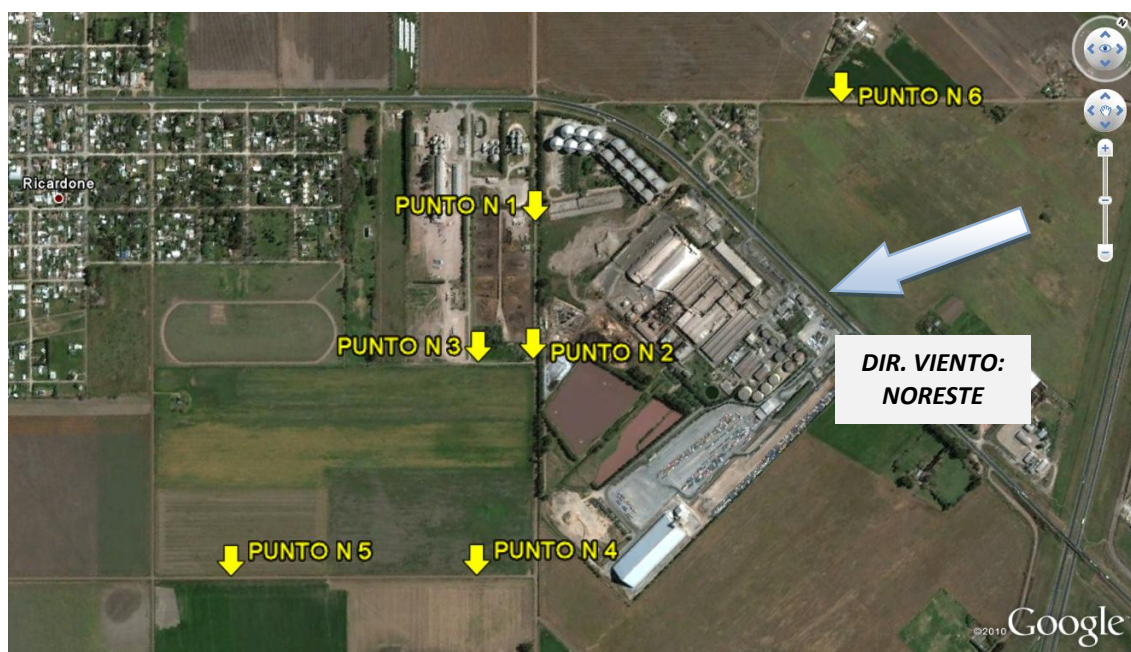 N
PUNTO N 6
Ricardone
PUNTO N 1
PUNTO N 3
PUNTO N 2
DIR. VIENTO:
NORESTE
PUNTO N 5
PUNTO N 4
©2010 Google